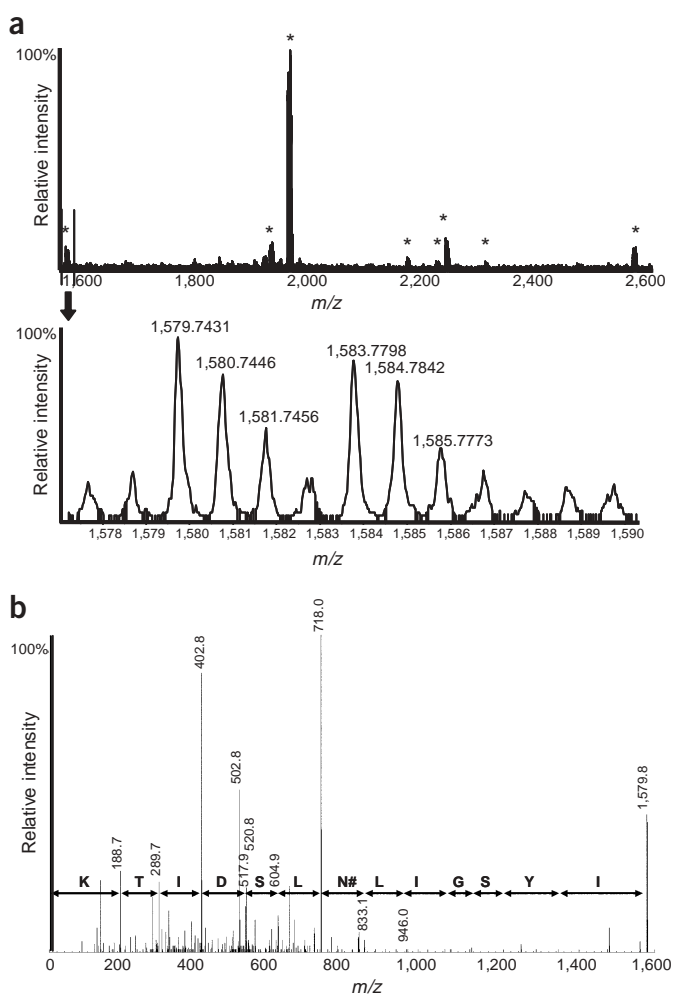 a
100%
Relative intensity
* * * * * * * *
1,600 1,800 2,000 2,200 2,400 2,600
m/z
100%
Relative intensity
1,579.7431
1,580.7446
1,581.7456
1,583.7798
1,584.7842
1,585.7773
1,578 1,579 1,580 1,581 1,582 1,583 1,584 1,585 1,586 1,587 1,588 1,589 1,590
m/z
b
100%
Relative intensity
188.7
289.7
402.8
502.8
517.9
520.8
604.9
718.0
833.1
946.0
1,579.8
K T I D S L N# L I G S Y I
0 200 400 600 800 1,000 1,200 1,400 1,600
m/z